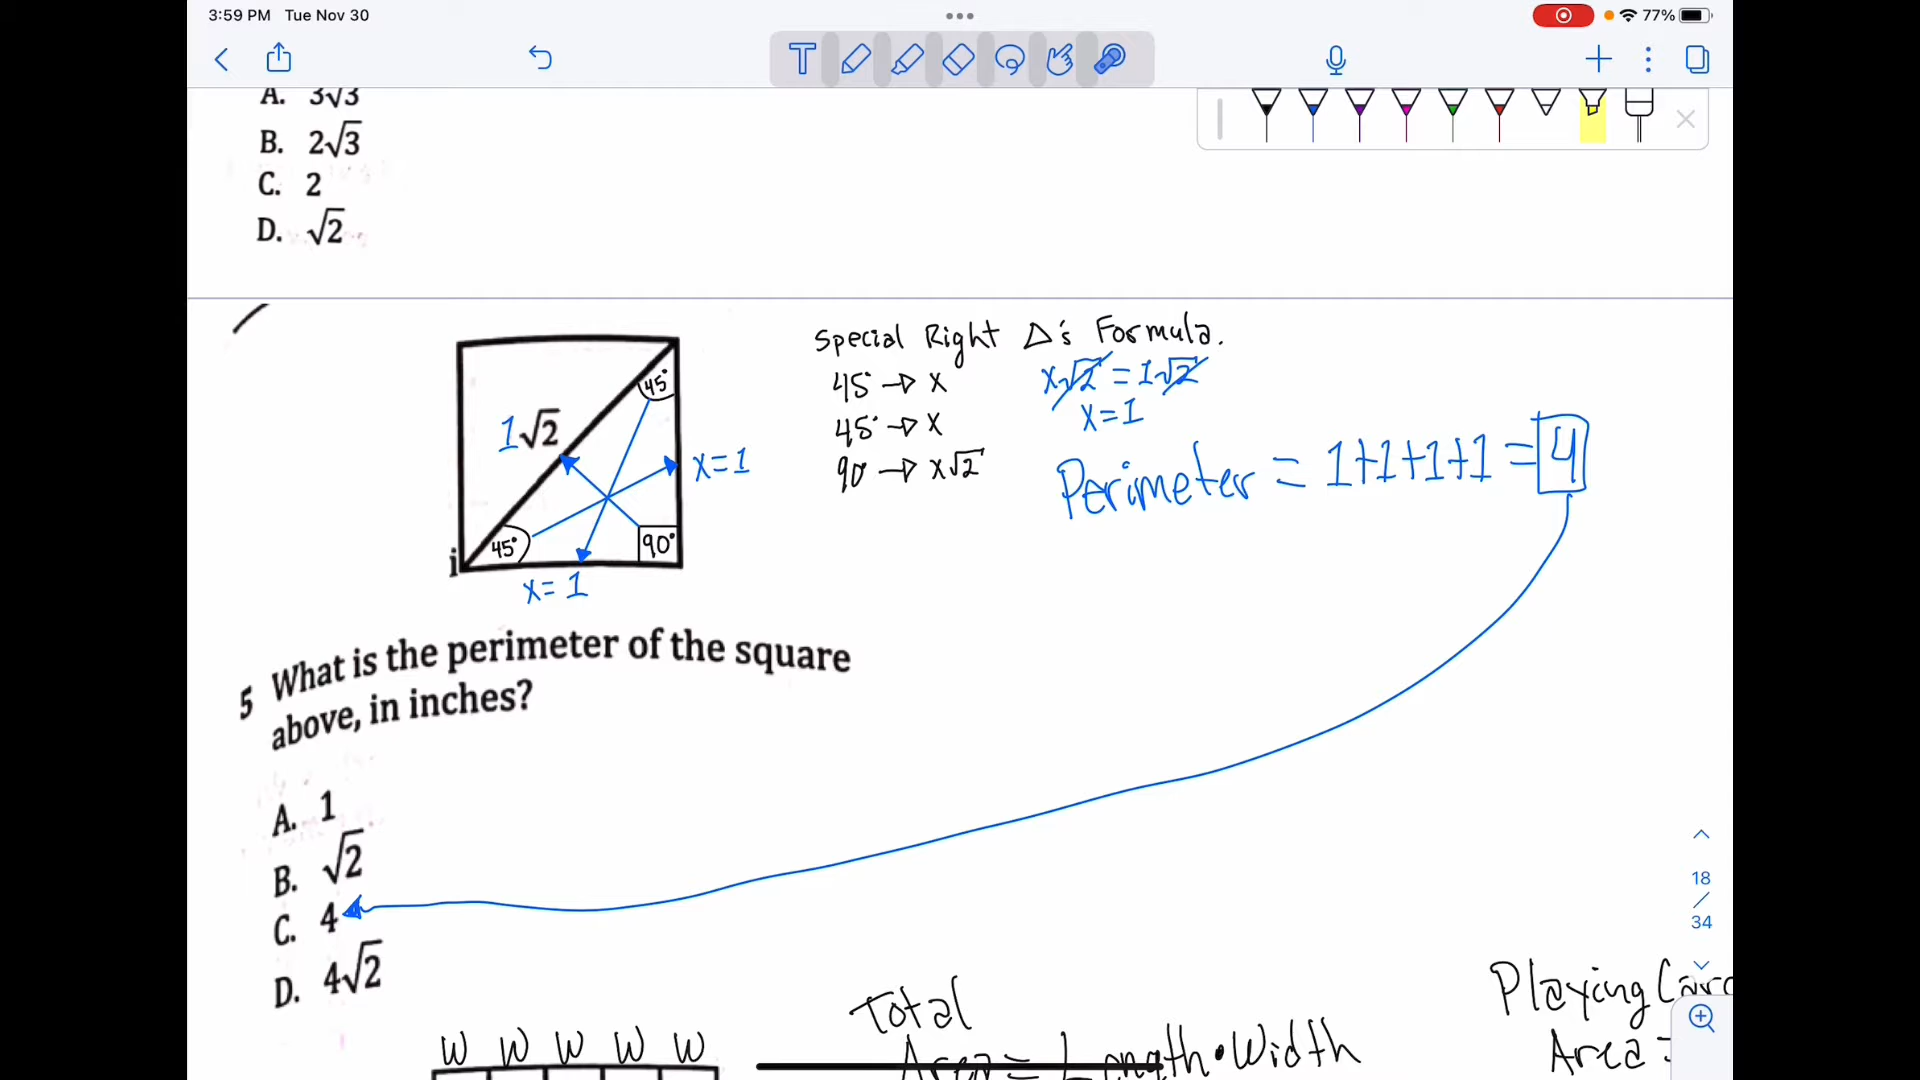 3:59 PM Tue Nov 30
77%
A. 3√3
B. 2√3
C. 2
D. √2
Special Right Δ's Formula.
45° → x
45° → x
90° → x√2
x√2 = 1√2
x=1
Perimeter = 1+1+1+1 = 4
45°
1√2
x=1
45°
90°
i
x=1
5 What is the perimeter of the square
above, in inches?
A. 1
B. √2
C. 4
D. 4√2
18
/
34
W W W W W
Total
Area = Length • Width
Playing Card
Area =